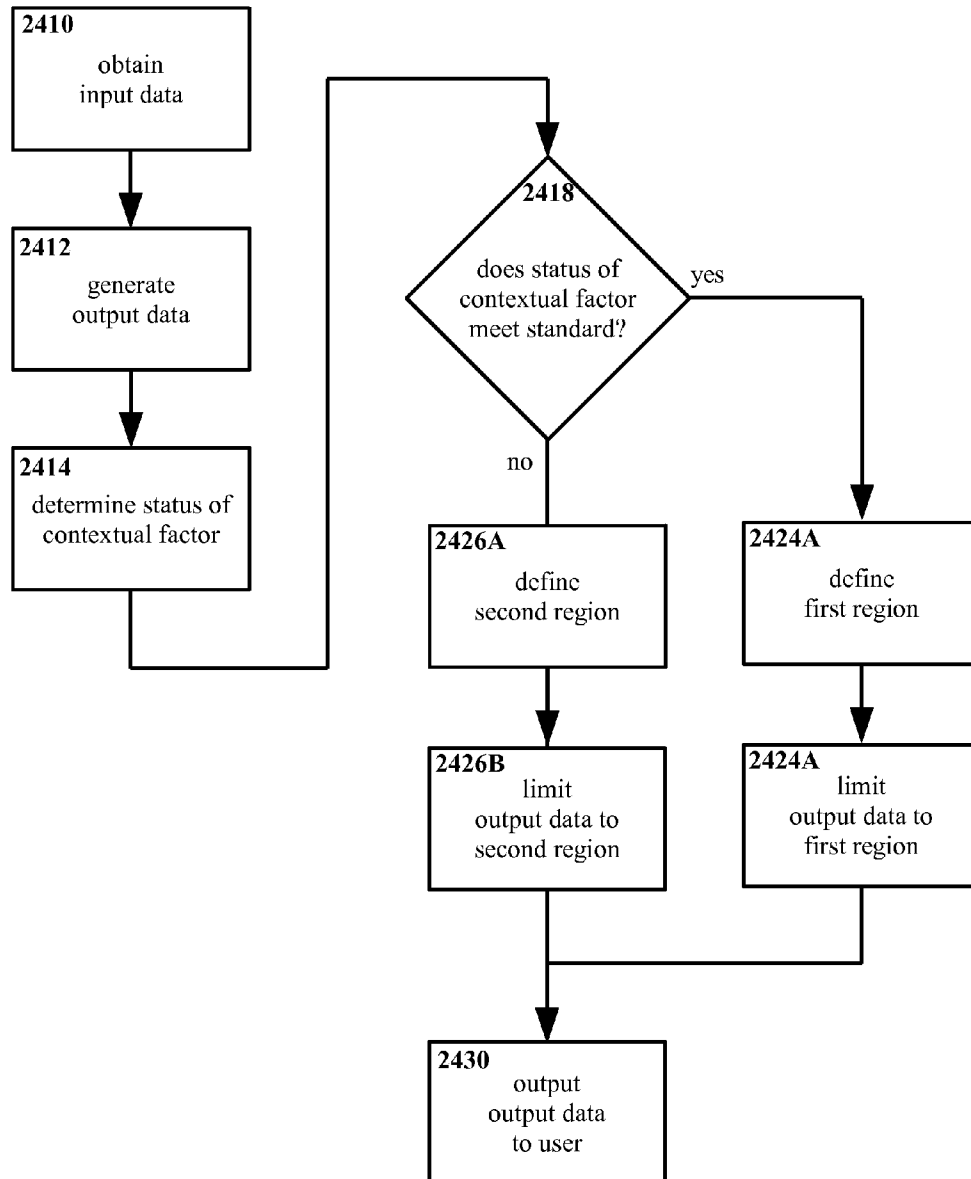 2410
obtain
input data
2412
generate
output data
2414
determine status of
contextual factor
2418
does status of
contextual factor
meet standard?
yes
no
2426A
define
second region
2424A
define
first region
2426B
limit
output data to
second region
2424A
limit
output data to
first region
2430
output
output data
to user